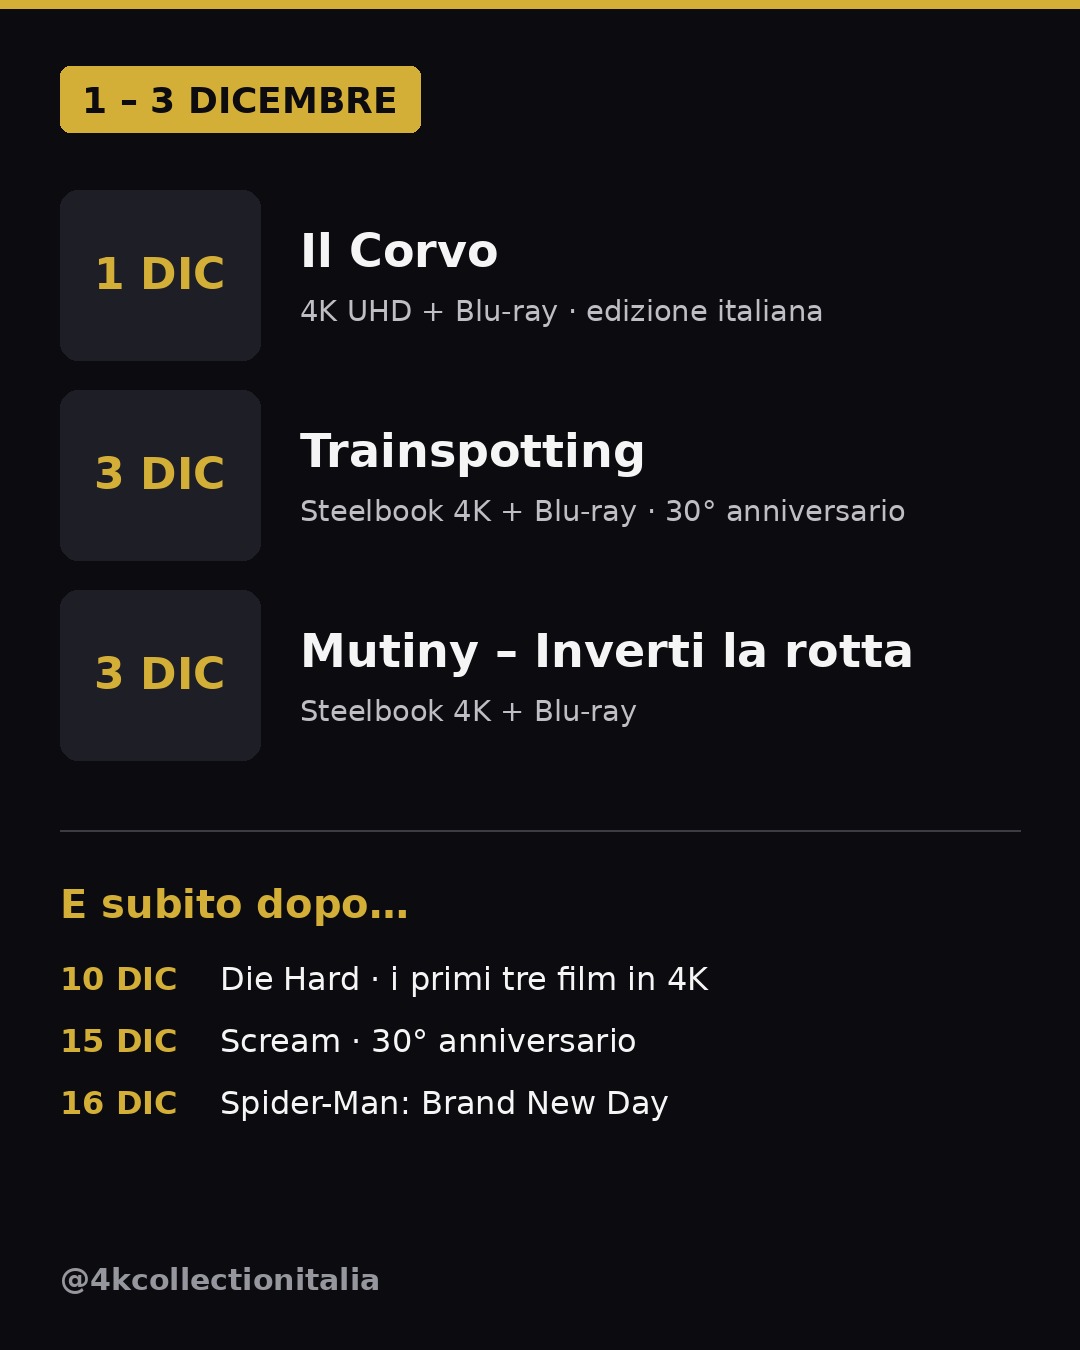 1 – 3 DICEMBRE
1 DIC
Il Corvo
4K UHD + Blu-ray · edizione italiana
3 DIC
Trainspotting
Steelbook 4K + Blu-ray · 30° anniversario
3 DIC
Mutiny – Inverti la rotta
Steelbook 4K + Blu-ray
E subito dopo…
10 DIC Die Hard · i primi tre film in 4K
15 DIC Scream · 30° anniversario
16 DIC Spider-Man: Brand New Day
@4kcollectionitalia